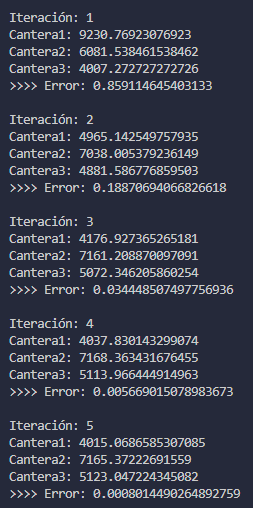 Iteración: 1
Cantera1: 9230.76923076923
Cantera2: 6081.538461538462
Cantera3: 4007.272727272726
>>>> Error: 0.859114645403133
Iteración: 2
Cantera1: 4965.142549757935
Cantera2: 7038.005379236149
Cantera3: 4881.586776859503
>>>> Error: 0.18870694066826618
Iteración: 3
Cantera1: 4176.927365265181
Cantera2: 7161.208870097091
Cantera3: 5072.346205860254
>>>> Error: 0.034448507497756936
Iteración: 4
Cantera1: 4037.830143299074
Cantera2: 7168.363431676455
Cantera3: 5113.966444914963
>>>> Error: 0.005669015078983673
Iteración: 5
Cantera1: 4015.0686585307085
Cantera2: 7165.37222691559
Cantera3: 5123.047224345082
>>>> Error: 0.0008014490264892759